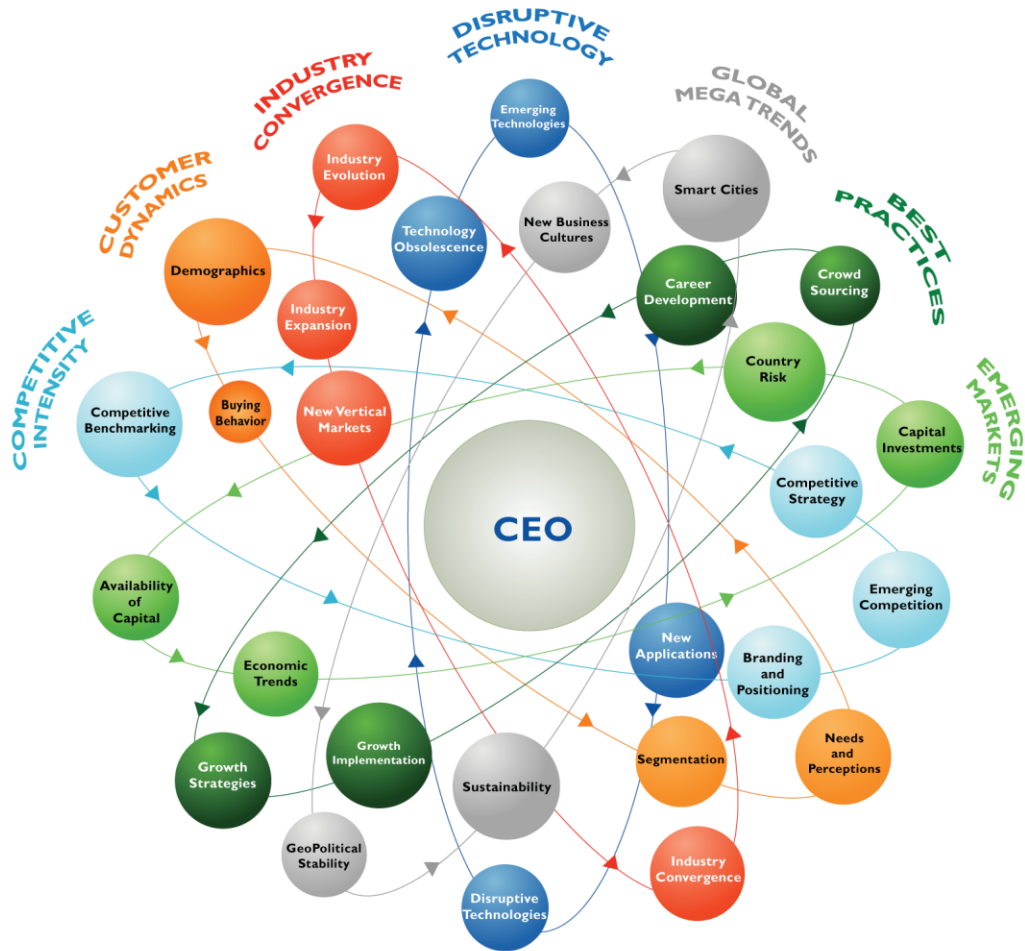 DISRUPTIVE
TECHNOLOGY
INDUSTRY
CONVERGENCE
GLOBAL
MEGA TRENDS
CUSTOMER
DYNAMICS
BEST
PRACTICES
COMPETITIVE
INTENSITY
EMERGING
MARKETS
Emerging
Technologies
Industry
Evolution
Smart Cities
Technology
Obsolescence
New Business
Cultures
Demographics
Career
Development
Crowd
Sourcing
Industry
Expansion
Country
Risk
Competitive
Benchmarking
Buying
Behavior
New Vertical
Markets
Capital
Investments
Competitive
Strategy
CEO
Availability
of
Capital
Emerging
Competition
New
Applications
Economic
Trends
Branding
and
Positioning
Growth
Strategies
Growth
Implementation
Sustainability
Segmentation
Needs
and
Perceptions
GeoPolitical
Stability
Industry
Convergence
Disruptive
Technologies